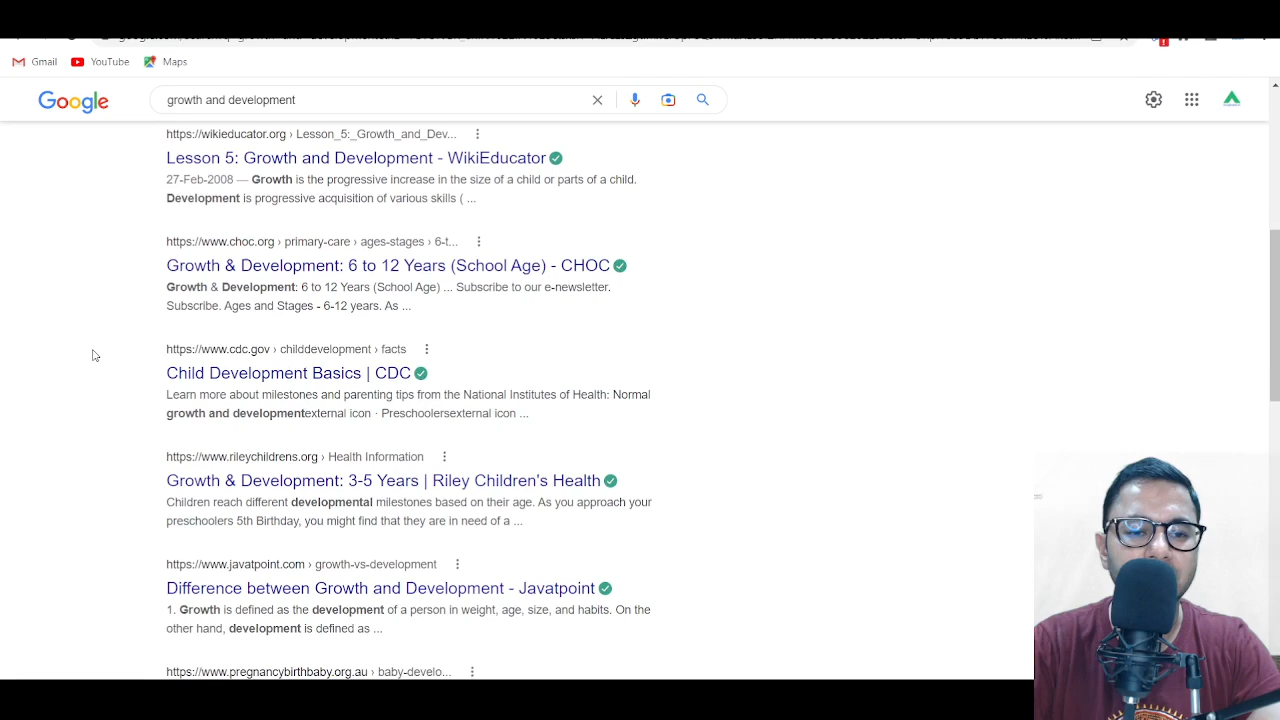 Gmail YouTube Maps
Google growth and development
https://wikieducator.org › Lesson_5:_Growth_and_Dev...
Lesson 5: Growth and Development - WikiEducator
27-Feb-2008 — Growth is the progressive increase in the size of a child or parts of a child.
Development is progressive acquisition of various skills ( ...
https://www.choc.org › primary-care › ages-stages › 6-t...
Growth & Development: 6 to 12 Years (School Age) - CHOC
Growth & Development: 6 to 12 Years (School Age) ... Subscribe to our e-newsletter.
Subscribe. Ages and Stages - 6-12 years. As ...
https://www.cdc.gov › childdevelopment › facts
Child Development Basics | CDC
Learn more about milestones and parenting tips from the National Institutes of Health: Normal
growth and developmentexternal icon · Preschoolersexternal icon ...
https://www.rileychildrens.org › Health Information
Growth & Development: 3-5 Years | Riley Children's Health
Children reach different developmental milestones based on their age. As you approach your
preschoolers 5th Birthday, you might find that they are in need of a ...
https://www.javatpoint.com › growth-vs-development
Difference between Growth and Development - Javatpoint
1. Growth is defined as the development of a person in weight, age, size, and habits. On the
other hand, development is defined as ...
https://www.pregnancybirthbaby.org.au › baby-develo...